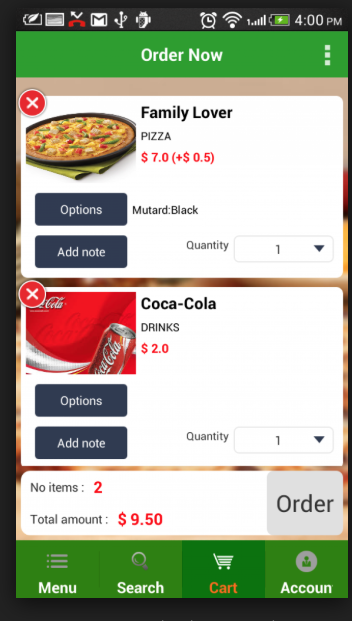 4:00 PM
Order Now
Family Lover
PIZZA
$ 7.0 (+$ 0.5)
Options
Mutard:Black
Add note
Quantity
1
Coca-Cola
Coca-Cola
DRINKS
$ 2.0
Options
Add note
Quantity
1
No items : 2
Total amount : $ 9.50
Order
Menu
Search
Cart
Accoun